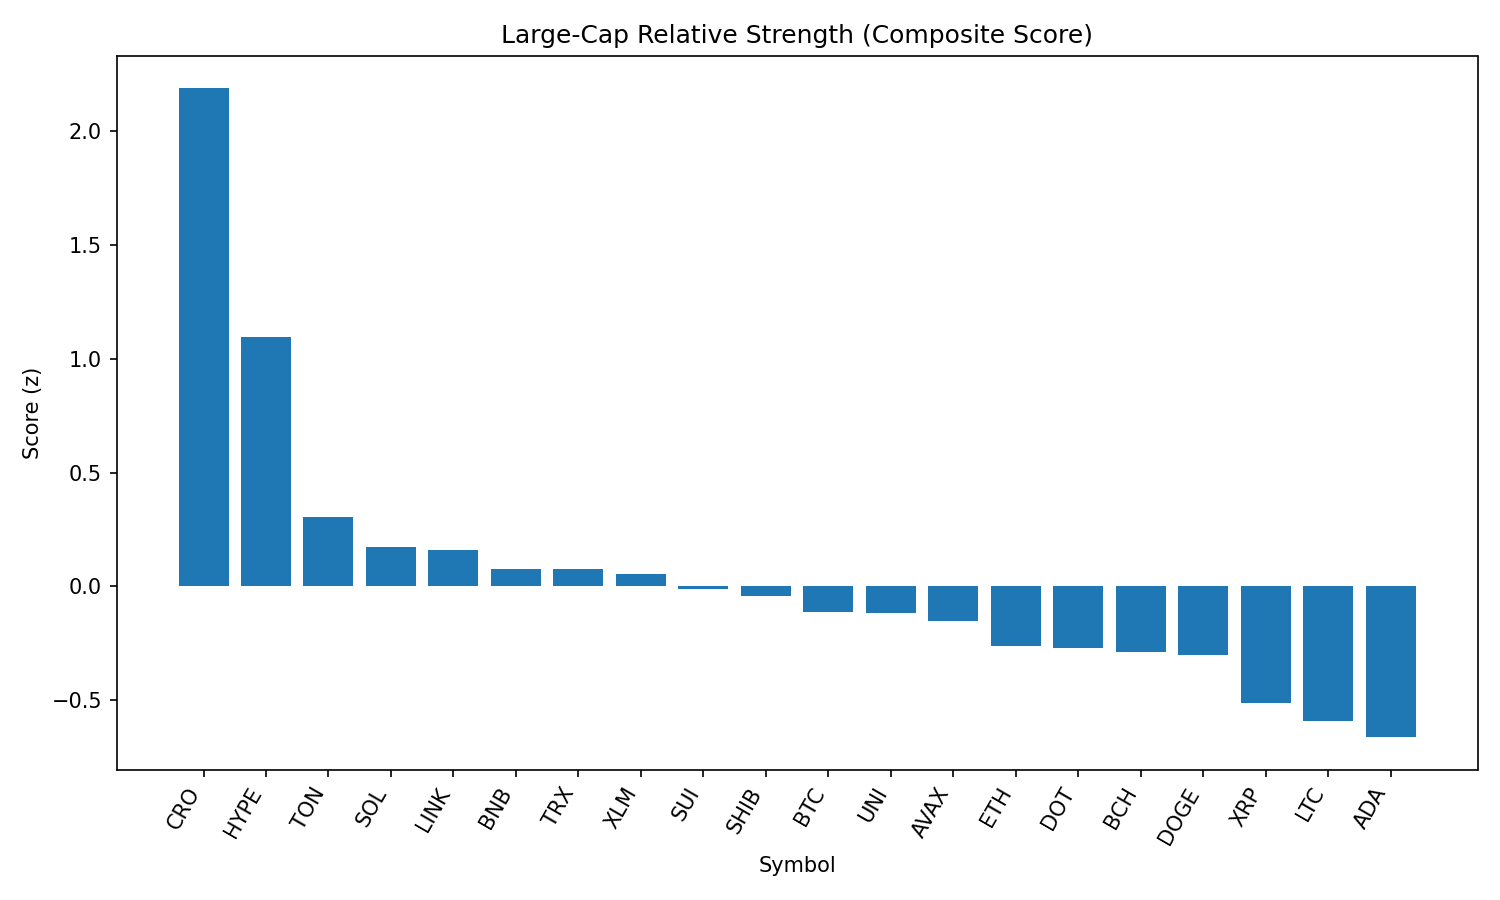 Large-Cap Relative Strength (Composite Score)
Score (z)
2.0
1.5
1.0
0.5
0.0
−0.5
CRO
HYPE
TON
SOL
LINK
BNB
TRX
XLM
SUI
SHIB
BTC
UNI
AVAX
ETH
DOT
BCH
DOGE
XRP
LTC
ADA
Symbol